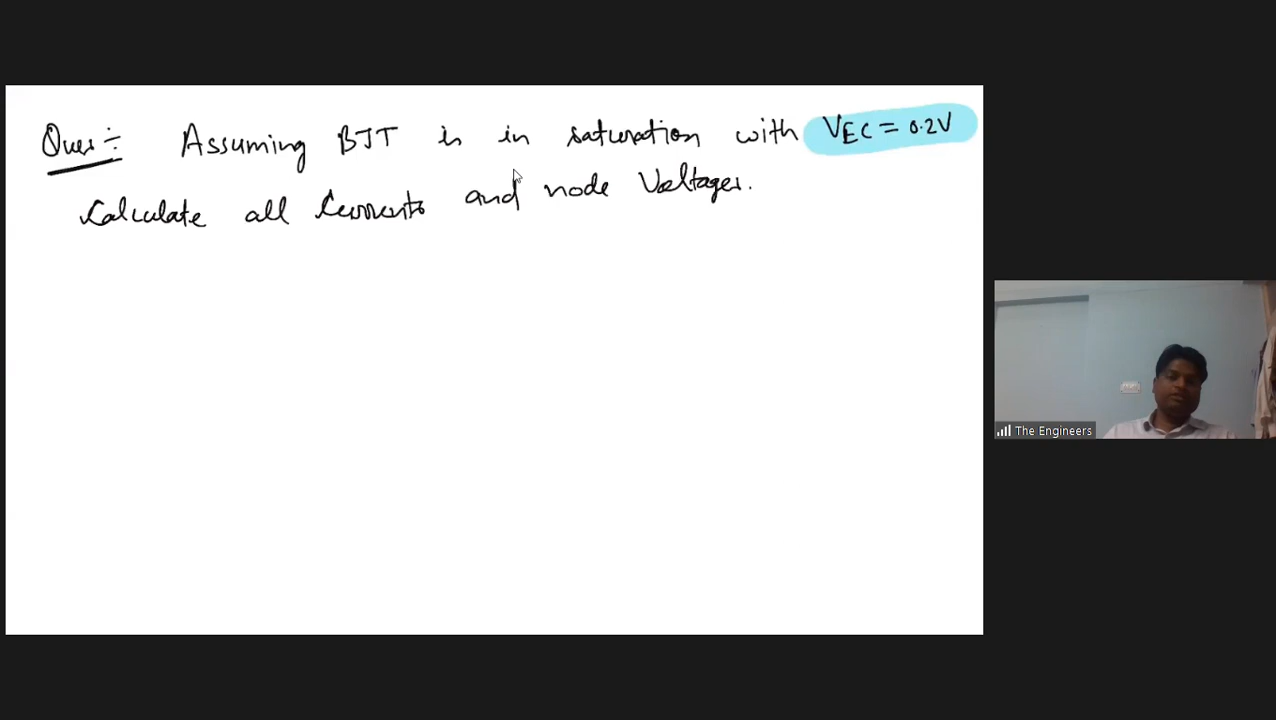 Ques:- Assuming BJT is in saturation with VEC = 0.2V
Calculate all Currents and node Voltages.
The Engineers